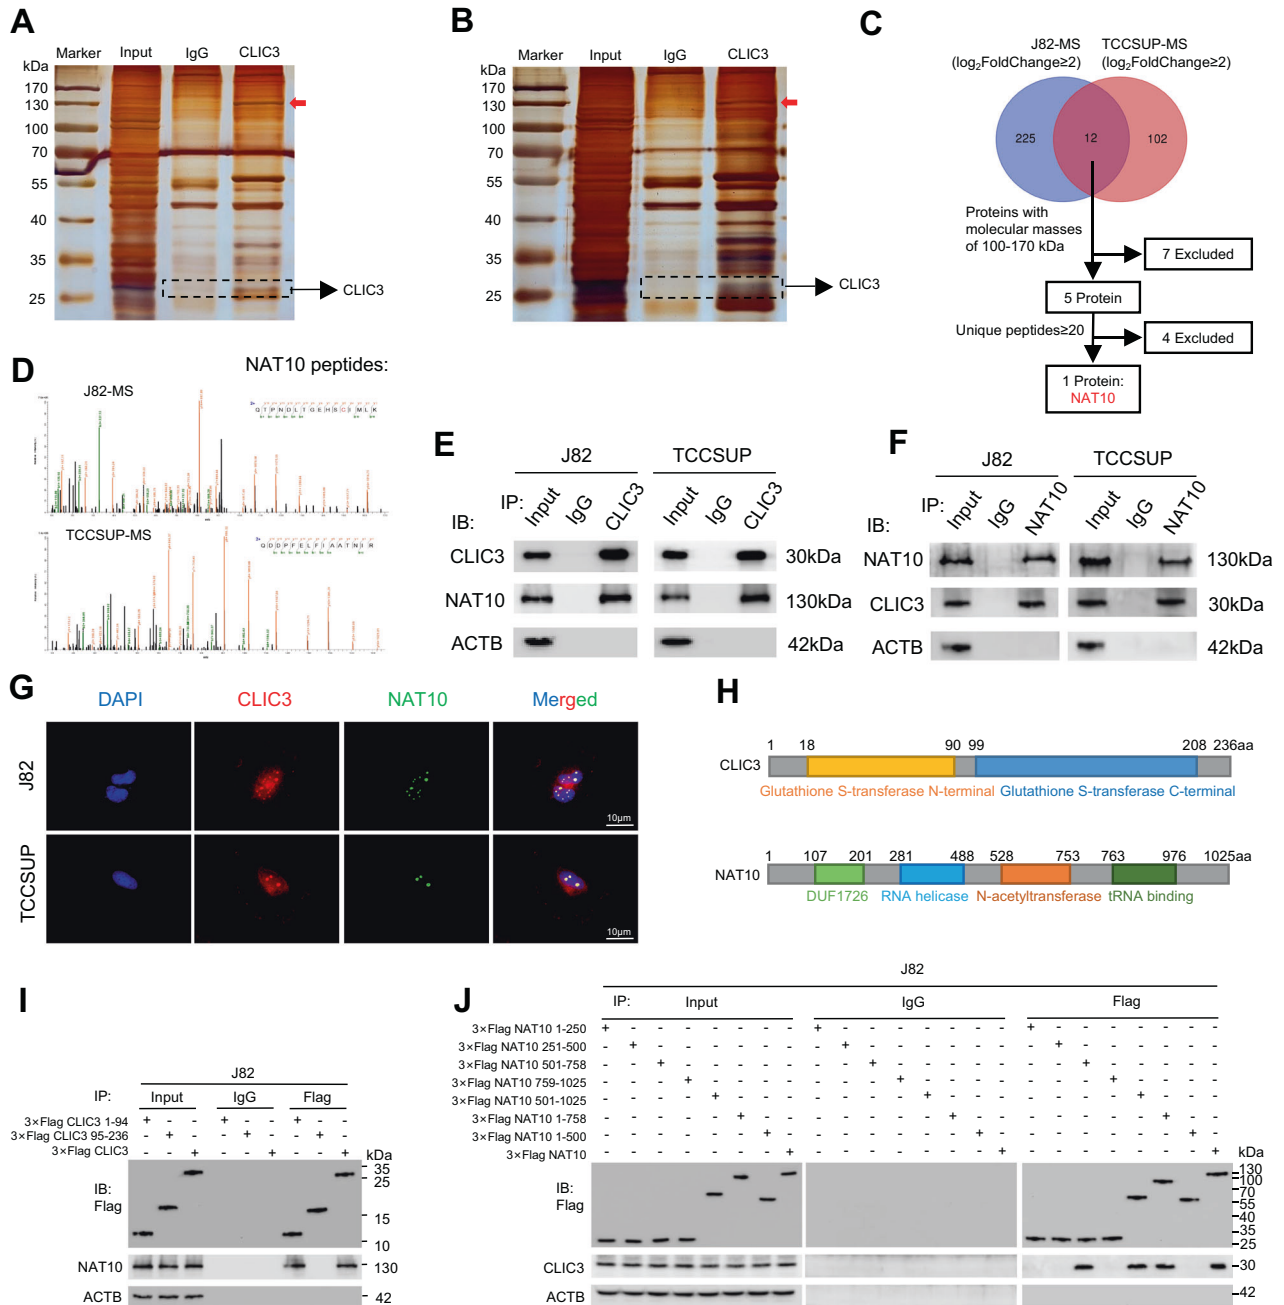 A
Marker Input IgG CLIC3
kDa
170
130
100
70
55
40
35
25
CLIC3
B
Marker Input IgG CLIC3
kDa
170
130
100
70
55
40
35
25
CLIC3
C
J82-MS
(log₂FoldChange≥2)
TCCSUP-MS
(log₂FoldChange≥2)
225 12 102
Proteins with
molecular masses
of 100-170 kDa
7 Excluded
5 Protein
Unique peptides≥20
4 Excluded
1 Protein:
NAT10
D
NAT10 peptides:
J82-MS
Q T P N D L T G E H S C I M L K
TCCSUP-MS
Q D D P F E L F I A A T N I R
E
J82 TCCSUP
IP: Input IgG CLIC3 Input IgG CLIC3
IB:
CLIC3 30kDa
NAT10 130kDa
ACTB 42kDa
F
J82 TCCSUP
IP: Input IgG NAT10 Input IgG NAT10
IB:
NAT10 130kDa
CLIC3 30kDa
ACTB 42kDa
G
DAPI CLIC3 NAT10 Merged
J82
10μm
TCCSUP
10μm
H
1 18 90 99 208 236aa
CLIC3
Glutathione S-transferase N-terminal Glutathione S-transferase C-terminal
1 107 201 281 488 528 753 763 976 1025aa
NAT10
DUF1726 RNA helicase N-acetyltransferase tRNA binding
I
J82
IP: Input IgG Flag
3×Flag CLIC3 1-94 + - - + - - + - -
3×Flag CLIC3 95-236 - + - - + - - + -
3×Flag CLIC3 - - + - - + - - +
kDa
IB:
Flag
35
25
15
10
NAT10 130
ACTB 42
J
J82
IP: Input IgG Flag
3×Flag NAT10 1-250 + - - - - - - - + - - - - - - - + - - - - - - -
3×Flag NAT10 251-500 - + - - - - - - - + - - - - - - - + - - - - - -
3×Flag NAT10 501-758 - - + - - - - - - - + - - - - - - - + - - - - -
3×Flag NAT10 759-1025 - - - + - - - - - - - + - - - - - - - + - - - -
3×Flag NAT10 501-1025 - - - - + - - - - - - - + - - - - - - - + - - -
3×Flag NAT10 1-758 - - - - - + - - - - - - - + - - - - - - - + - -
3×Flag NAT10 1-500 - - - - - - + - - - - - - - + - - - - - - - + -
3×Flag NAT10 - - - - - - - + - - - - - - - + - - - - - - - +
kDa
IB:
Flag
130
100
70
55
40
35
25
CLIC3 30
ACTB 42